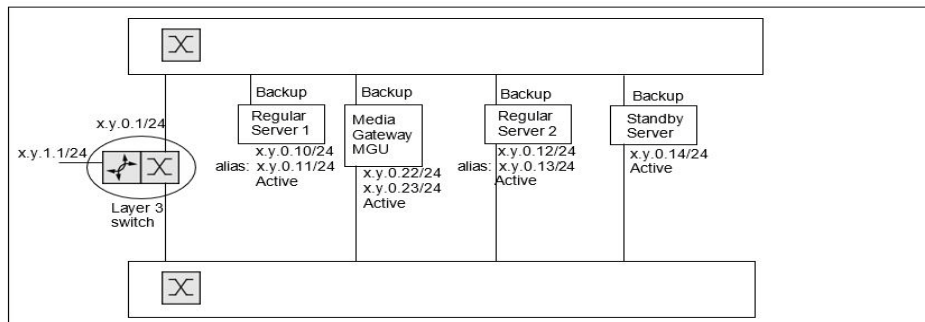 Backup
Backup
Backup
Backup
Regular
Server 1
Media
Gateway
MGU
Regular
Server 2
Standby
Server
x.y.0.1/24
x.y.1.1/24
Layer 3
switch
x.y.0.10/24
alias: x.y.0.11/24
Active
x.y.0.22/24
x.y.0.23/24
Active
x.y.0.12/24
alias: x.y.0.13/24
Active
x.y.0.14/24
Active